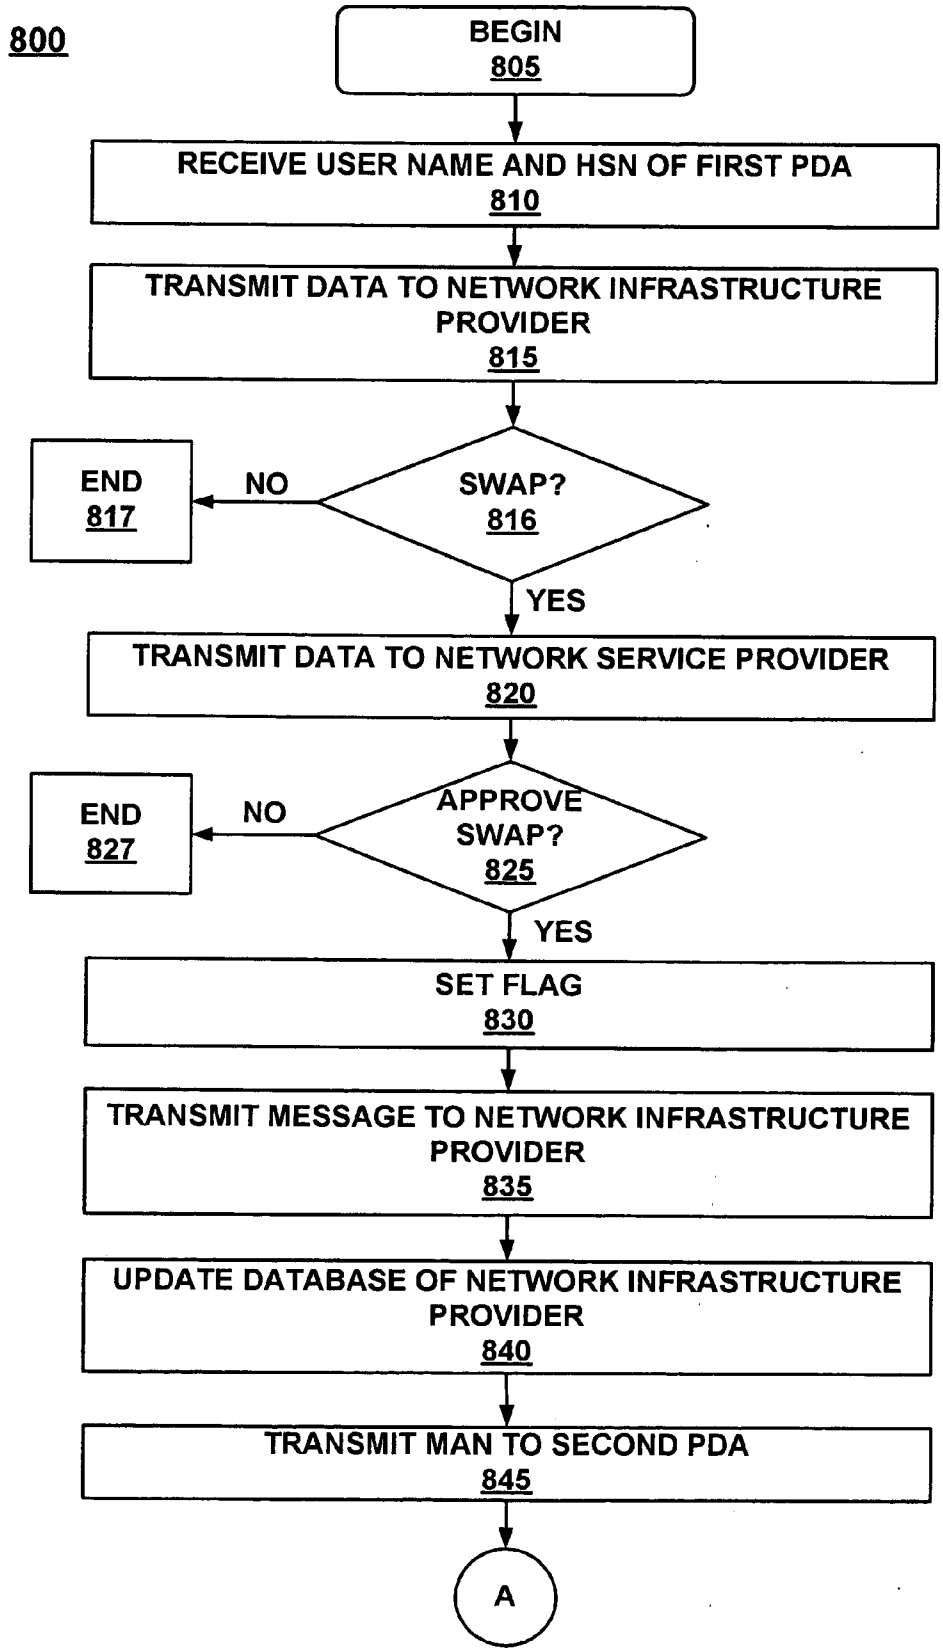 800
BEGIN
805
RECEIVE USER NAME AND HSN OF FIRST PDA
810
TRANSMIT DATA TO NETWORK INFRASTRUCTURE
PROVIDER
815
SWAP?
816
NO
END
817
YES
TRANSMIT DATA TO NETWORK SERVICE PROVIDER
820
APPROVE
SWAP?
825
NO
END
827
YES
SET FLAG
830
TRANSMIT MESSAGE TO NETWORK INFRASTRUCTURE
PROVIDER
835
UPDATE DATABASE OF NETWORK INFRASTRUCTURE
PROVIDER
840
TRANSMIT MAN TO SECOND PDA
845
A